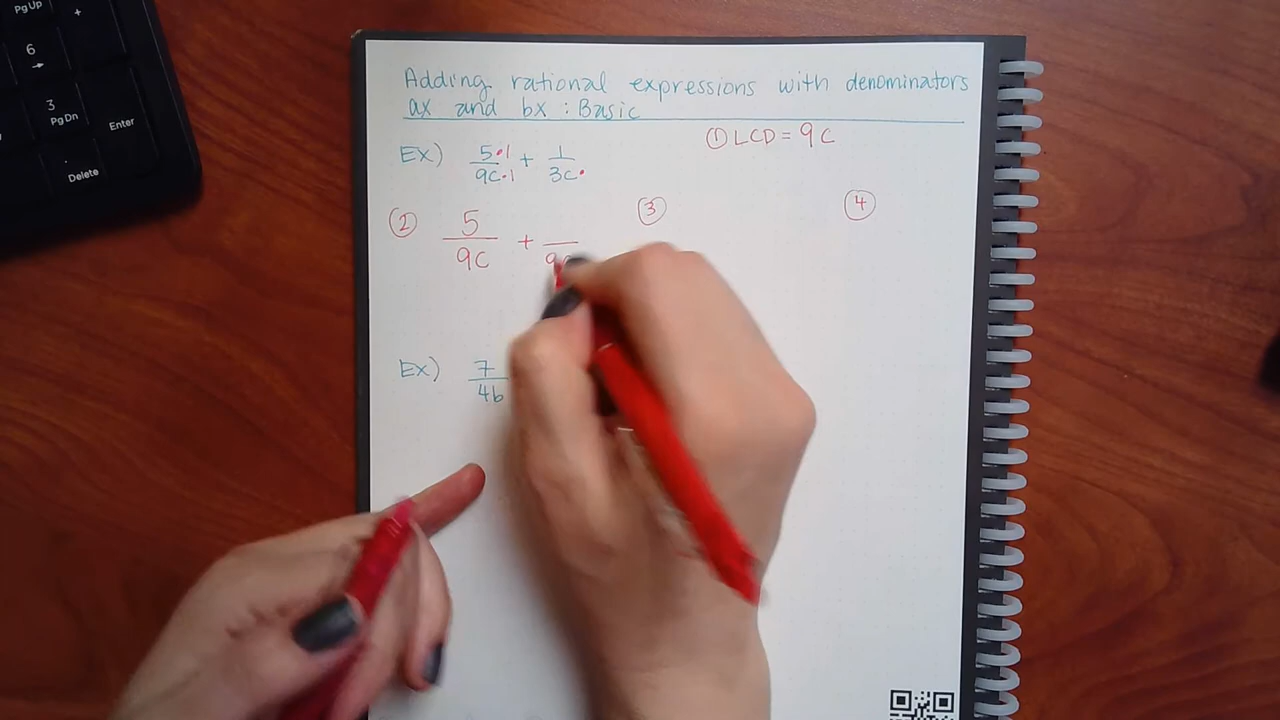 PgUp
+
6
3
PgDn
Enter
.
Delete
Adding rational expressions with denominators
ax and bx : Basic
① LCD = 9c
Ex) 5•1/9c•1 + 1/3c•
② 5/9c + /9c
③
④
Ex) 7/4b